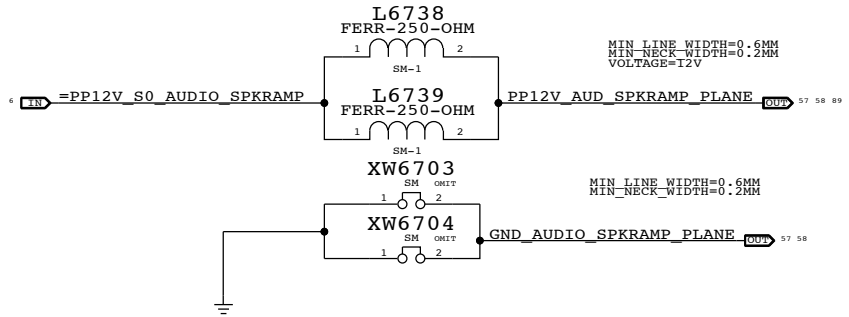 L6738
FERR-250-OHM
1 2
SM-1
MIN_LINE_WIDTH=0.6MM
MIN_NECK_WIDTH=0.2MM
VOLTAGE=12V
6 IN =PP12V_S0_AUDIO_SPKRAMP
L6739
FERR-250-OHM
1 2
SM-1
PP12V_AUD_SPKRAMP_PLANE OUT 57 58 89
XW6703
SM OMIT
1 2
MIN_LINE_WIDTH=0.6MM
MIN_NECK_WIDTH=0.2MM
XW6704
SM OMIT
1 2
GND_AUDIO_SPKRAMP_PLANE OUT 57 58